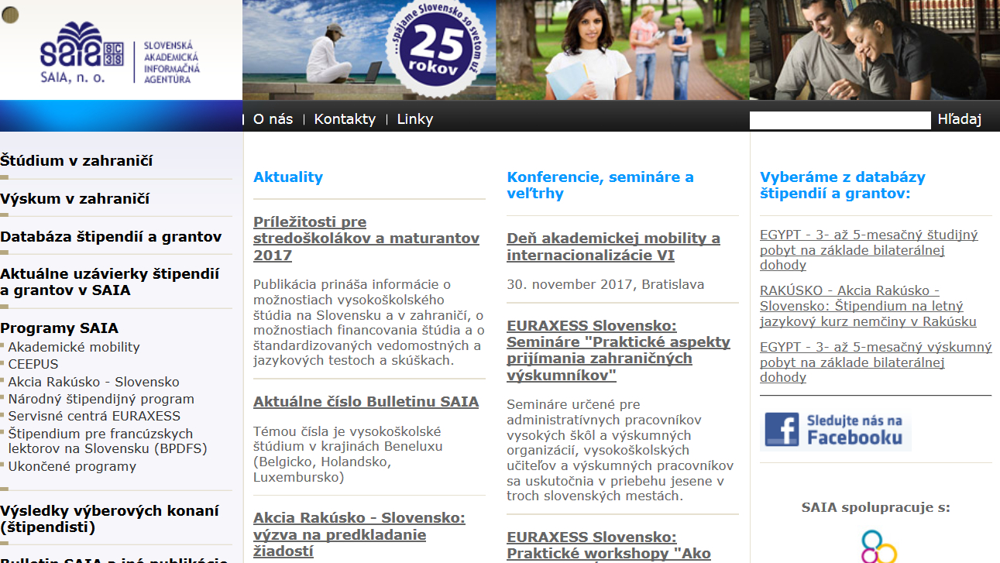 saia
SC
SS
SAIA, n. o.
SLOVENSKÁ
AKADEMICKÁ
INFORMAČNÁ
AGENTÚRA
...spájame Slovensko so svetom už
25
rokov
O nás
Kontakty
Linky
Hľadaj
Štúdium v zahraničí
Výskum v zahraničí
Databáza štipendií a grantov
Aktuálne uzávierky štipendií
a grantov v SAIA
Programy SAIA
Akademické mobility
CEEPUS
Akcia Rakúsko - Slovensko
Národný štipendijný program
Servisné centrá EURAXESS
Štipendium pre francúzskych
lektorov na Slovensku (BPDFS)
Ukončené programy
Výsledky výberových konaní
(štipendisti)
Bulletin SAIA a iné publikácie
Aktuality
Príležitosti pre
stredoškolákov a maturantov
2017
Publikácia prináša informácie o
možnostiach vysokoškolského
štúdia na Slovensku a v zahraničí, o
možnostiach financovania štúdia a o
štandardizovaných vedomostných a
jazykových testoch a skúškach.
Aktuálne číslo Bulletinu SAIA
Témou čísla je vysokoškolské
štúdium v krajinách Beneluxu
(Belgicko, Holandsko,
Luxembursko)
Akcia Rakúsko - Slovensko:
výzva na predkladanie
žiadostí
Konferencie, semináre a
veľtrhy
Deň akademickej mobility a
internacionalizácie VI
30. november 2017, Bratislava
EURAXESS Slovensko:
Semináre "Praktické aspekty
prijímania zahraničných
výskumníkov"
Semináre určené pre
administratívnych pracovníkov
vysokých škôl a výskumných
organizácií, vysokoškolských
učiteľov a výskumných pracovníkov
sa uskutočnia v priebehu jesene v
troch slovenských mestách.
EURAXESS Slovensko:
Praktické workshopy "Ako
Vyberáme z databázy
štipendií a grantov:
EGYPT - 3- až 5-mesačný študijný
pobyt na základe bilaterálnej
dohody
RAKÚSKO - Akcia Rakúsko -
Slovensko: Štipendium na letný
jazykový kurz nemčiny v Rakúsku
EGYPT - 3- až 5-mesačný výskumný
pobyt na základe bilaterálnej
dohody
Sledujte nás na
Facebooku
SAIA spolupracuje s: